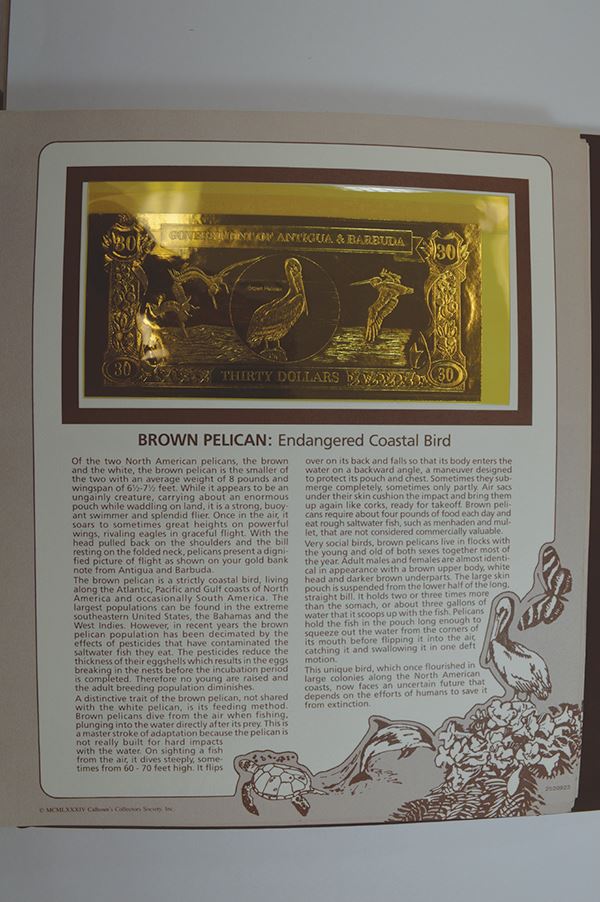 30
GOVERNMENT OF ANTIGUA & BARBUDA
30
Brown Pelican
30
THIRTY DOLLARS
30
BROWN PELICAN: Endangered Coastal Bird
Of the two North American pelicans, the brown
and the white, the brown pelican is the smaller of
the two with an average weight of 8 pounds and
wingspan of 6½-7½ feet. While it appears to be an
ungainly creature, carrying about an enormous
pouch while waddling on land, it is a strong, buoy-
ant swimmer and splendid flier. Once in the air, it
soars to sometimes great heights on powerful
wings, rivaling eagles in graceful flight. With the
head pulled back on the shoulders and the bill
resting on the folded neck, pelicans present a digni-
fied picture of flight as shown on your gold bank
note from Antigua and Barbuda.
The brown pelican is a strictly coastal bird, living
along the Atlantic, Pacific and Gulf coasts of North
America and occasionally South America. The
largest populations can be found in the extreme
southeastern United States, the Bahamas and the
West Indies. However, in recent years the brown
pelican population has been decimated by the
effects of pesticides that have contaminated the
saltwater fish they eat. The pesticides reduce the
thickness of their eggshells which results in the eggs
breaking in the nests before the incubation period
is completed. Therefore no young are raised and
the adult breeding population diminishes.
A distinctive trait of the brown pelican, not shared
with the white pelican, is its feeding method.
Brown pelicans dive from the air when fishing,
plunging into the water directly after its prey. This is
a master stroke of adaptation because the pelican is
not really built for hard impacts
with the water. On sighting a fish
from the air, it dives steeply, some-
times from 60 - 70 feet high. It flips
over on its back and falls so that its body enters the
water on a backward angle, a maneuver designed
to protect its pouch and chest. Sometimes they sub-
merge completely, sometimes only partly. Air sacs
under their skin cushion the impact and bring them
up again like corks, ready for takeoff. Brown peli-
cans require about four pounds of food each day and
eat rough saltwater fish, such as menhaden and mul-
let, that are not considered commercially valuable.
Very social birds, brown pelicans live in flocks with
the young and old of both sexes together most of
the year. Adult males and females are almost identi-
cal in appearance with a brown upper body, white
head and darker brown underparts. The large skin
pouch is suspended from the lower half of the long,
straight bill. It holds two or three times more
than the somach, or about three gallons of
water that it scoops up with the fish. Pelicans
hold the fish in the pouch long enough to
squeeze out the water from the corners of
its mouth before flipping it into the air,
catching it and swallowing it in one deft
motion.
This unique bird, which once flourished in
large colonies along the North American
coasts, now faces an uncertain future that
depends on the efforts of humans to save it
from extinction.
© MCMLXXXIV Calhoun's Collectors Society, Inc.
2520923